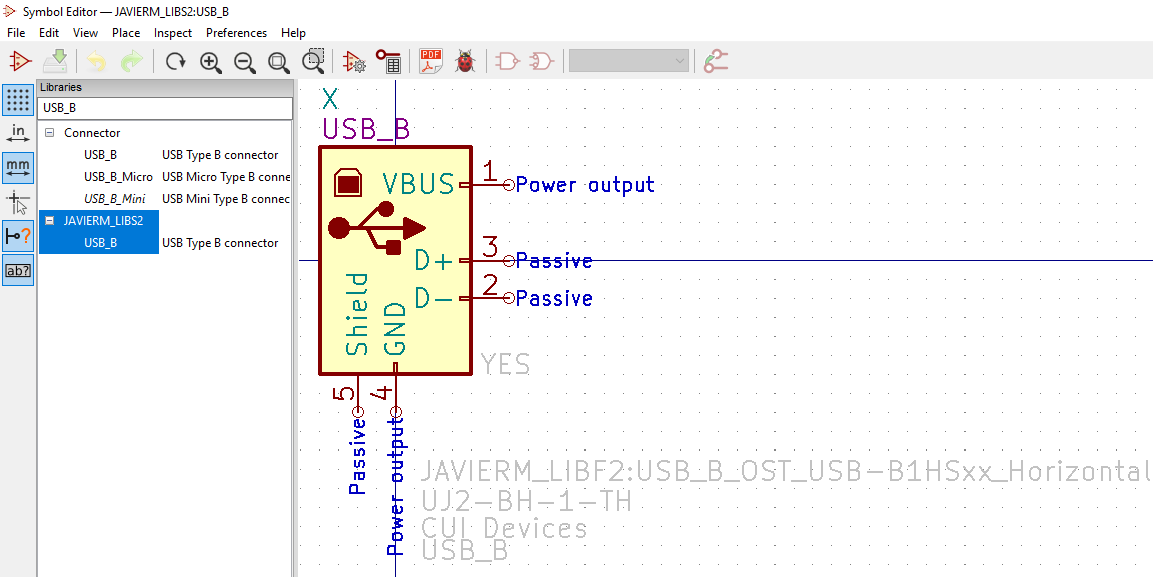 Symbol Editor — JAVIERM_LIBS2:USB_B
File Edit View Place Inspect Preferences Help
PDF
Libraries
USB_B
Connector
USB_B USB Type B connector
USB_B_Micro USB Micro Type B conne
USB_B_Mini USB Mini Type B connec
JAVIERM_LIBS2
USB_B USB Type B connector
in
mm
?
ab?
X
USB_B
VBUS 1 Power output
D+ 3 Passive
D- 2 Passive
Shield
GND
YES
5
4
Passive
Power output
JAVIERM_LIBF2:USB_B_OST_USB-B1HSxx_Horizontal
UJ2-BH-1-TH
CUI Devices
USB_B